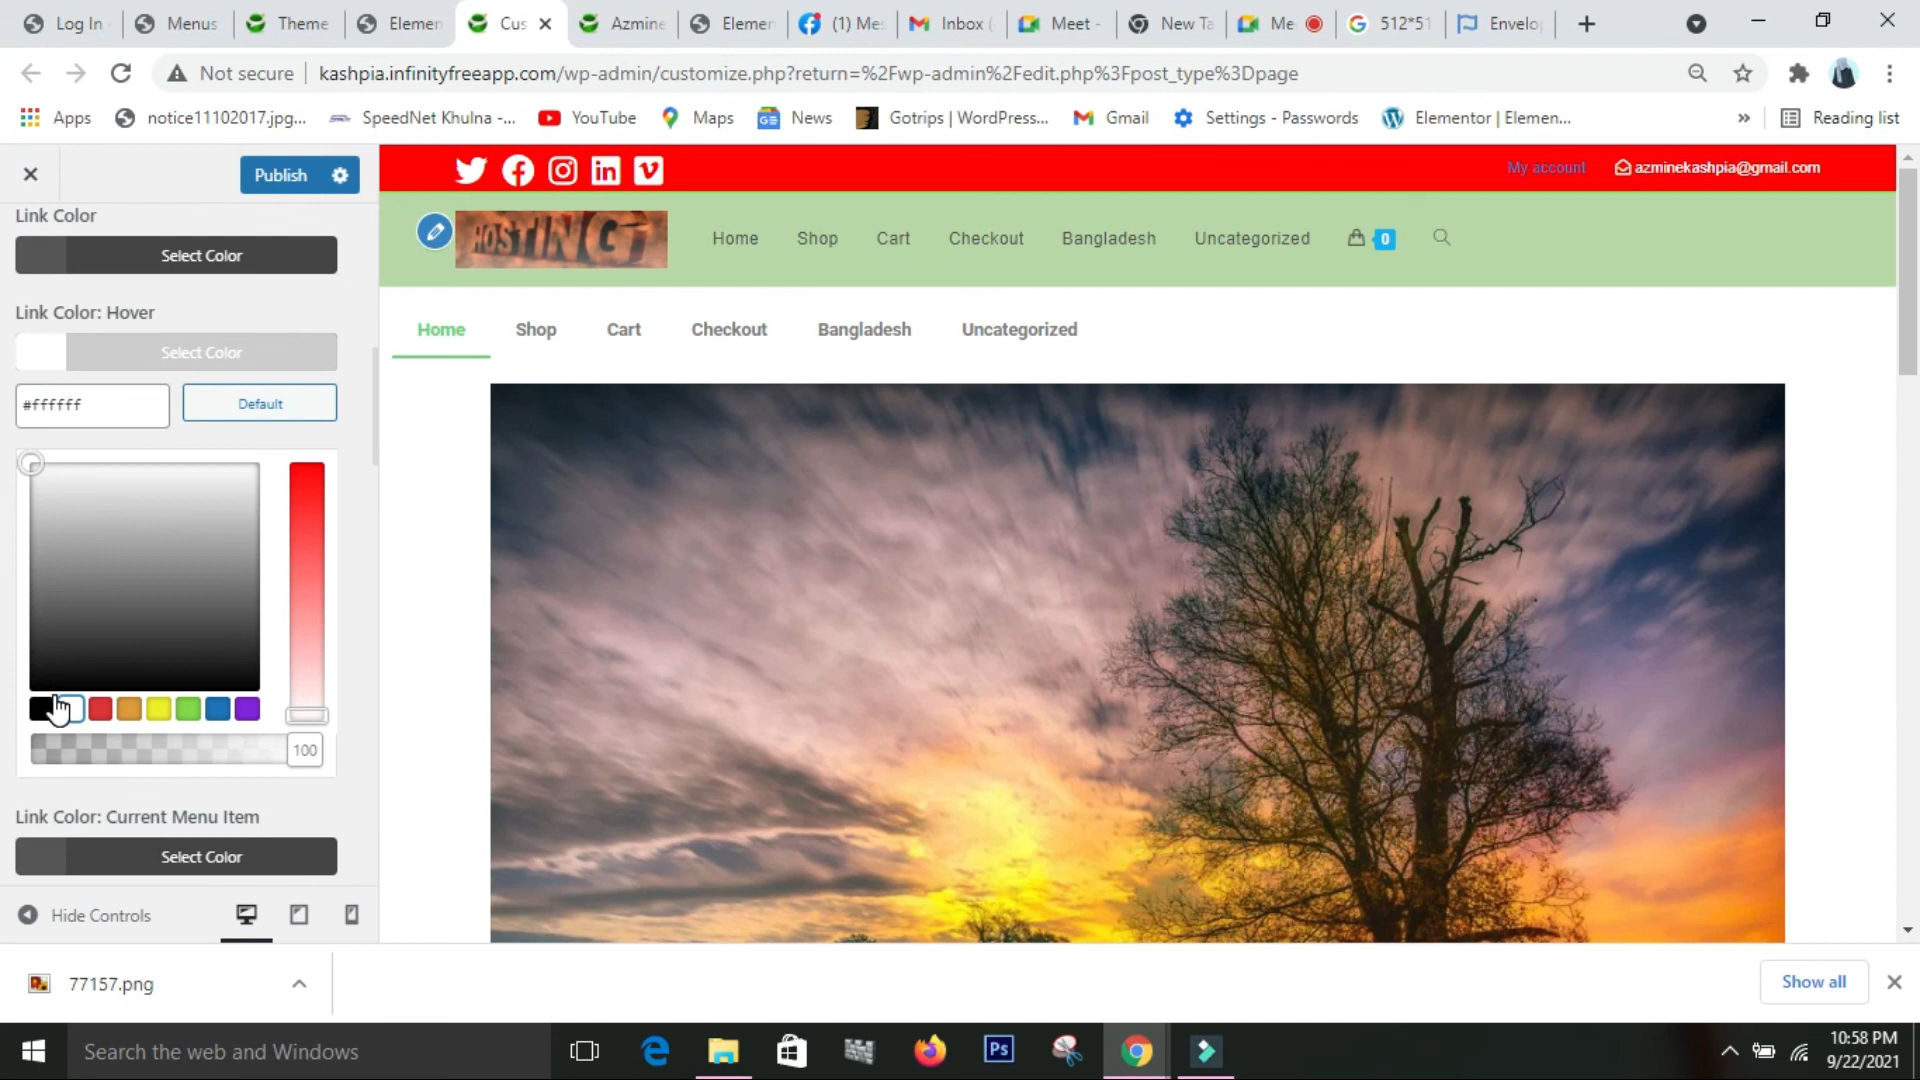 Log In
Menus
Theme
Elemen
Cus
Azmine
Elemen
(1) Mes
Inbox (
Meet -
New Ta
Me
512*51
Envelo
Not secure
kashpia.infinityfreeapp.com/wp-admin/customize.php?return=%2Fwp-admin%2Fedit.php%3Fpost_type%3Dpage
Apps
notice11102017.jpg...
SpeedNet Khulna -...
YouTube
Maps
News
Gotrips | WordPress...
Gmail
Settings - Passwords
Elementor | Elemen...
»
Reading list
Publish
My account
azminekashpia@gmail.com
Link Color
Select Color
HOSTING
Home
Shop
Cart
Checkout
Bangladesh
Uncategorized
0
Link Color: Hover
Select Color
#ffffff
Default
Home
Shop
Cart
Checkout
Bangladesh
Uncategorized
100
Link Color: Current Menu Item
Select Color
Hide Controls
77157.png
Show all
Search the web and Windows
Ps
10:58 PM
9/22/2021